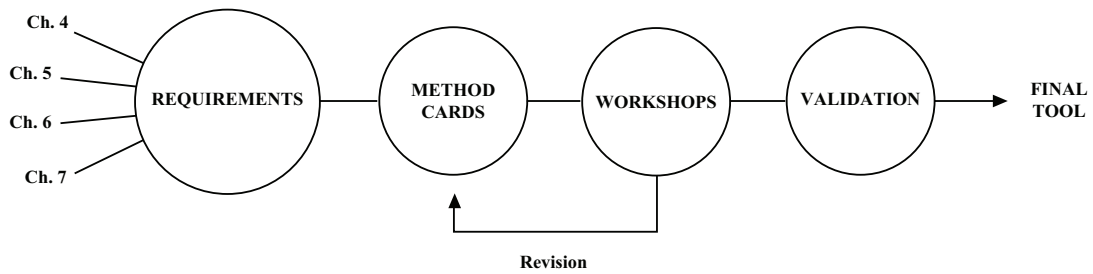 Ch. 4
Ch. 5
Ch. 6
Ch. 7
REQUIREMENTS
METHOD
CARDS
WORKSHOPS
VALIDATION
FINAL
TOOL
Revision